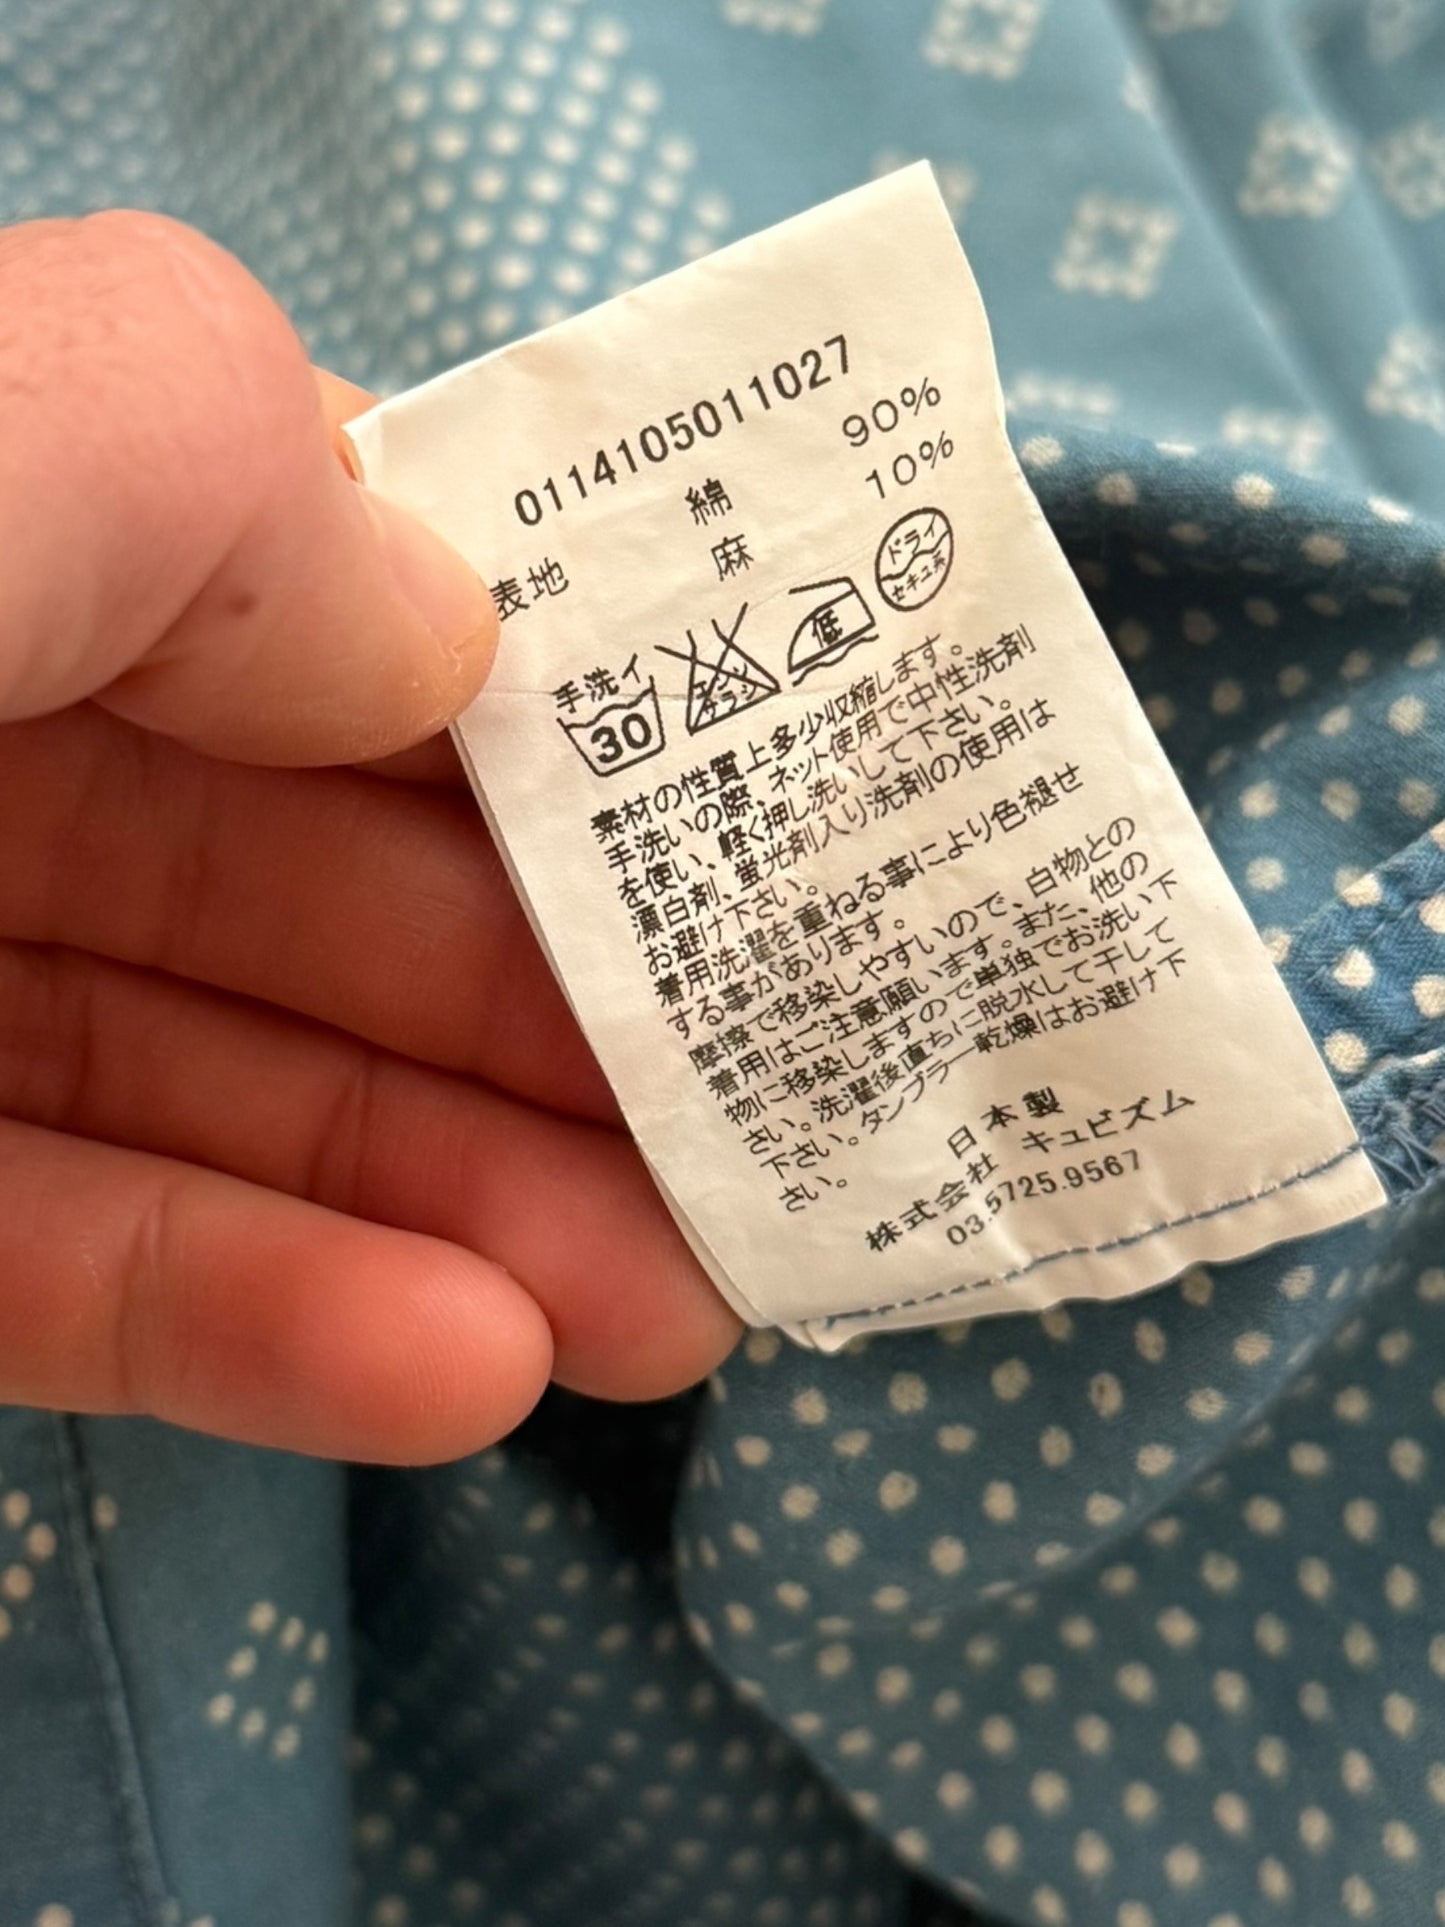 0114105011027
表地 綿 90%
麻 10%
手洗イ
30
エンソ
サラシ
低
ドライ
セキユ系
素材の性質上多少収縮します。
手洗いの際、ネット使用で中性洗剤
を使い、軽く押し洗いして下さい。
漂白剤、蛍光剤入り洗剤の使用は
お避け下さい。
着用洗濯を重ねる事により色褪せ
する事があります。
摩擦で移染しやすいので、白物との
着用はご注意願います。また、他の
物に移染しますので単独でお洗い下
さい。洗濯後直ちに脱水して干して
下さい。タンブラー乾燥はお避け下
さい。
日本製
株式会社 キュビズム
03.5725.9567